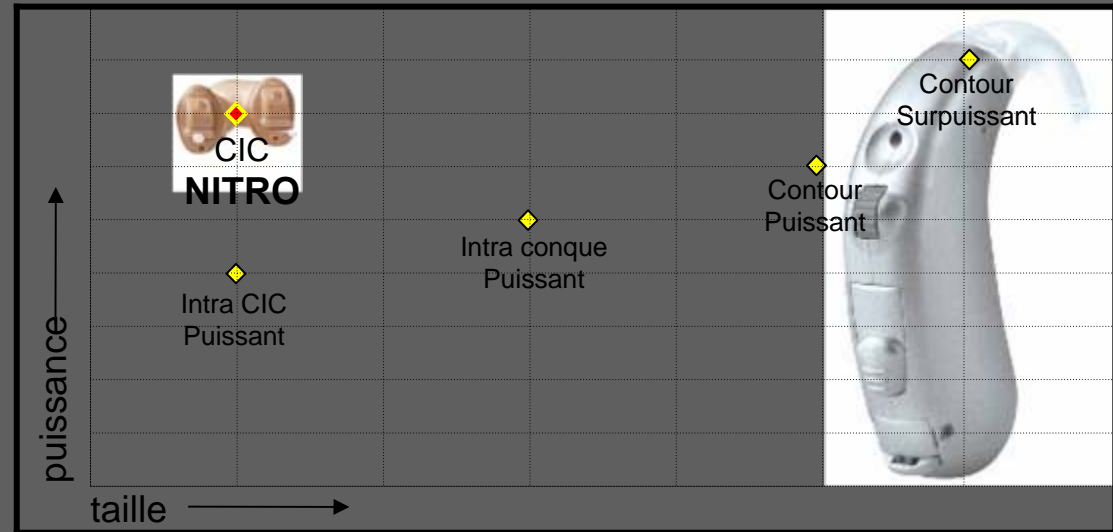 Contour
Surpuissant
CIC
NITRO
Contour
Puissant
Intra conque
Puissant
Intra CIC
Puissant
puissance
taille